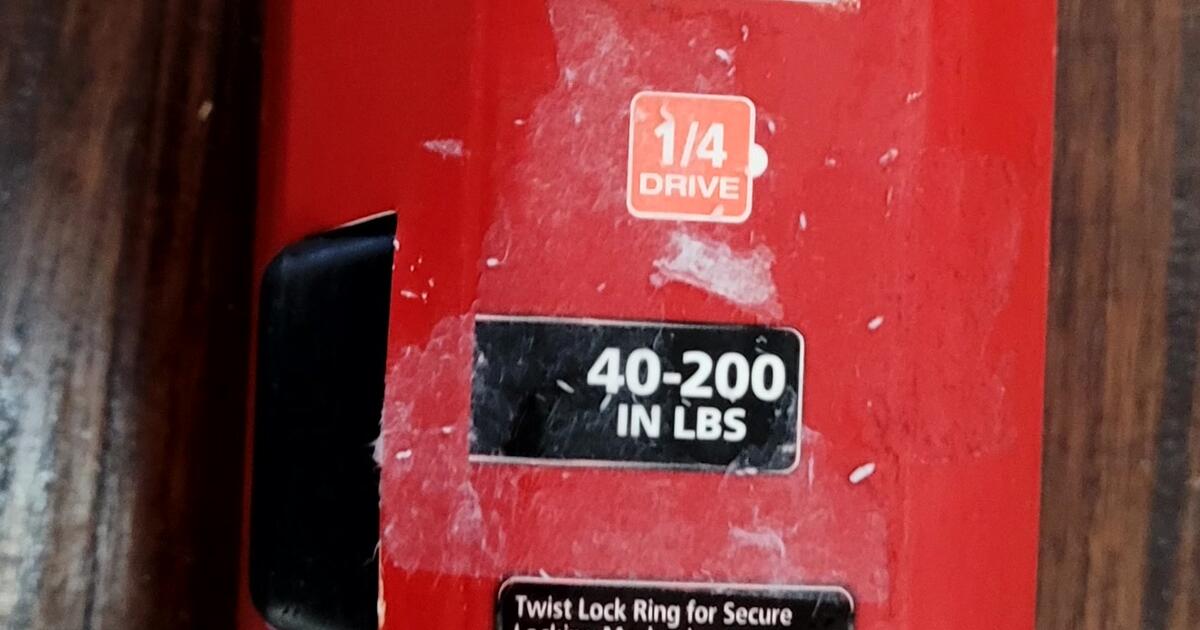 1/4
DRIVE
40-200
IN LBS
Twist Lock Ring for Secure